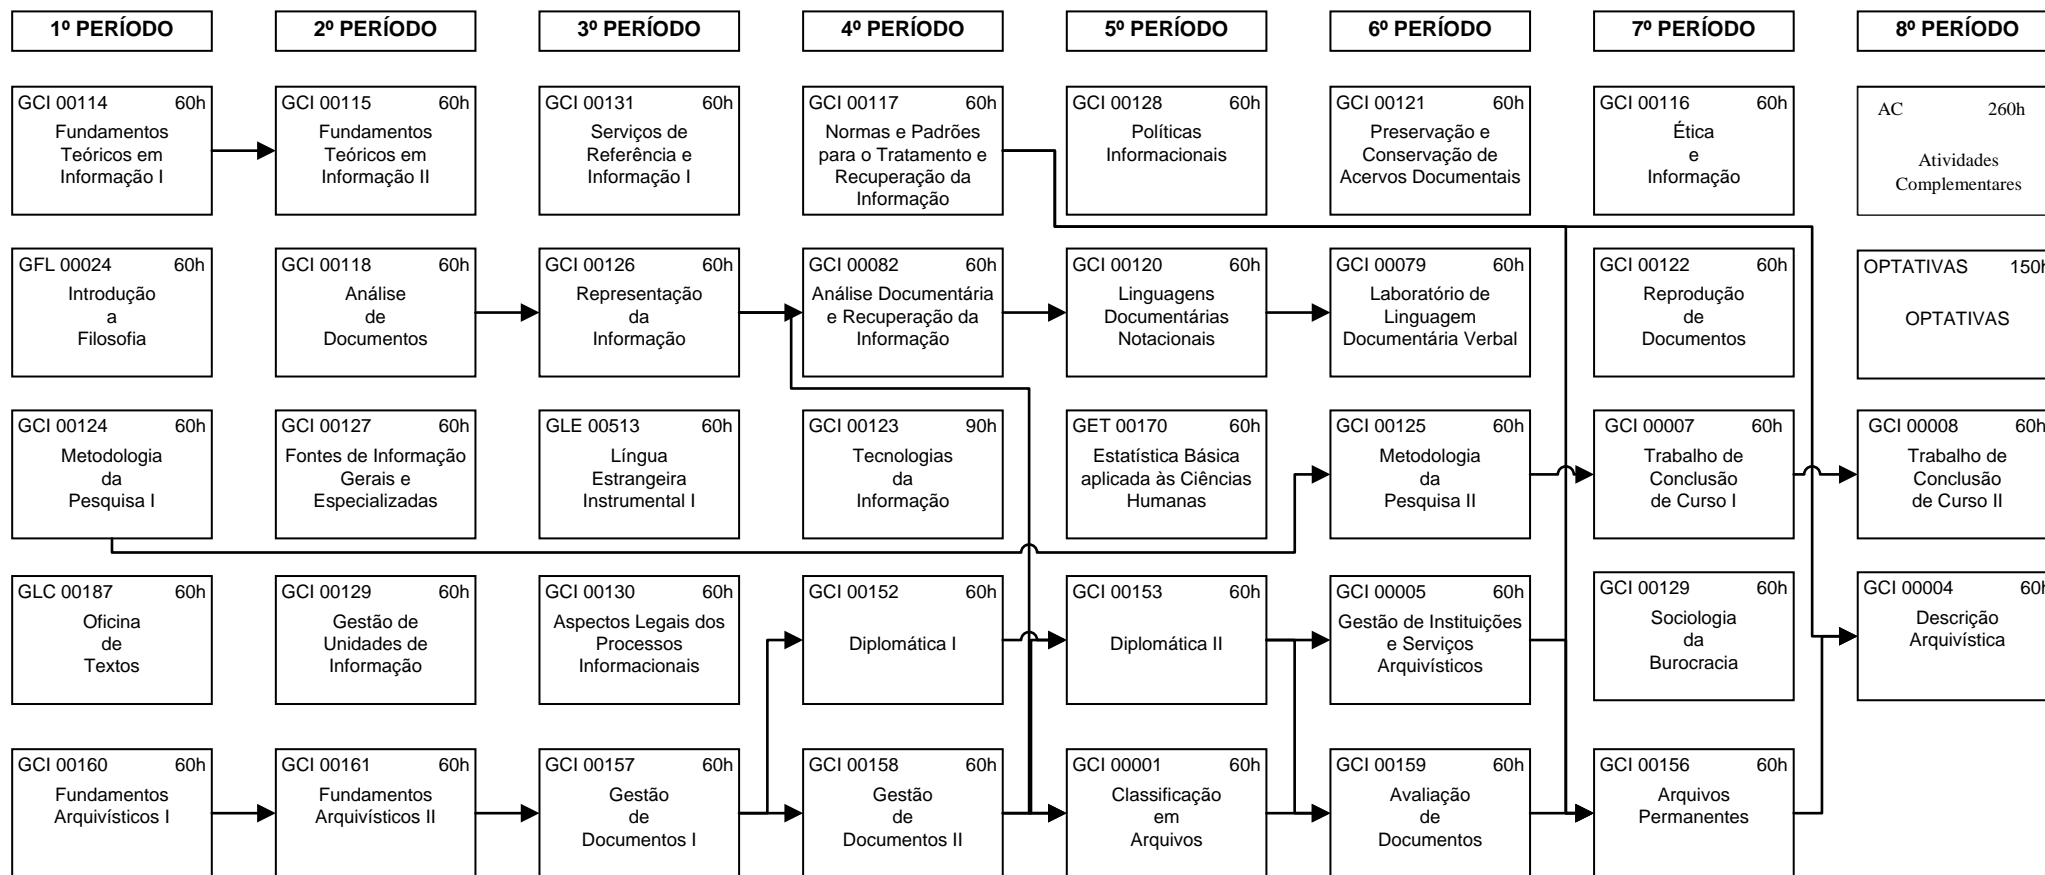 1º PERÍODO
2º PERÍODO
3º PERÍODO
4º PERÍODO
5º PERÍODO
6º PERÍODO
7º PERÍODO
8º PERÍODO
GCI 00114 60h
Fundamentos
Teóricos em
Informação I
GCI 00115 60h
Fundamentos
Teóricos em
Informação II
GCI 00131 60h
Serviços de
Referência e
Informação I
GCI 00117 60h
Normas e Padrões
para o Tratamento e
Recuperação da
Informação
GCI 00128 60h
Políticas
Informacionais
GCI 00121 60h
Preservação e
Conservação de
Acervos Documentais
GCI 00116 60h
Ética
e
Informação
AC 260h
Atividades
Complementares
GFL 00024 60h
Introdução
a
Filosofia
GCI 00118 60h
Análise
de
Documentos
GCI 00126 60h
Representação
da
Informação
GCI 00082 60h
Análise Documentária
e Recuperação da
Informação
GCI 00120 60h
Linguagens
Documentárias
Notacionais
GCI 00079 60h
Laboratório de
Linguagem
Documentária Verbal
GCI 00122 60h
Reprodução
de
Documentos
OPTATIVAS 150h
OPTATIVAS
GCI 00124 60h
Metodologia
da
Pesquisa I
GCI 00127 60h
Fontes de Informação
Gerais e
Especializadas
GLE 00513 60h
Língua
Estrangeira
Instrumental I
GCI 00123 90h
Tecnologias
da
Informação
GET 00170 60h
Estatística Básica
aplicada às Ciências
Humanas
GCI 00125 60h
Metodologia
da
Pesquisa II
GCI 00007 60h
Trabalho de
Conclusão
de Curso I
GCI 00008 60h
Trabalho de
Conclusão
de Curso II
GLC 00187 60h
Oficina
de
Textos
GCI 00129 60h
Gestão de
Unidades de
Informação
GCI 00130 60h
Aspectos Legais dos
Processos
Informacionais
GCI 00152 60h
Diplomática I
GCI 00153 60h
Diplomática II
GCI 00005 60h
Gestão de Instituições
e Serviços
Arquivísticos
GCI 00129 60h
Sociologia
da
Burocracia
GCI 00004 60h
Descrição
Arquivística
GCI 00160 60h
Fundamentos
Arquivísticos I
GCI 00161 60h
Fundamentos
Arquivísticos II
GCI 00157 60h
Gestão
de
Documentos I
GCI 00158 60h
Gestão
de
Documentos II
GCI 00001 60h
Classificação
em
Arquivos
GCI 00159 60h
Avaliação
de
Documentos
GCI 00156 60h
Arquivos
Permanentes